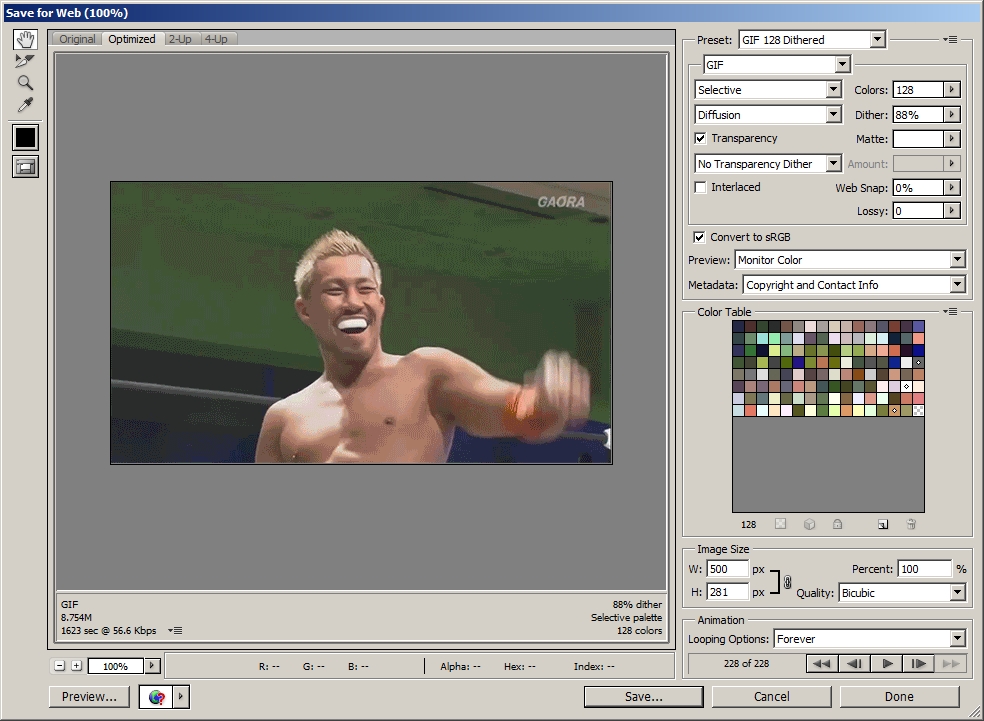 Save for Web (100%)
Original Optimized 2-Up 4-Up
Preset: GIF 128 Dithered
GIF
Selective Colors: 128
Diffusion Dither: 88%
Transparency Matte:
No Transparency Dither Amount:
Interlaced Web Snap: 0%
Lossy: 0
Convert to sRGB
Preview: Monitor Color
Metadata: Copyright and Contact Info
Color Table
128
GAORA
Image Size
W: 500 px Percent: 100 %
H: 281 px Quality: Bicubic
GIF 88% dither
8.754M Selective palette
1623 sec @ 56.6 Kbps 128 colors
Animation
Looping Options: Forever
228 of 228
100% R: -- G: -- B: -- Alpha: -- Hex: -- Index: --
Preview... Save... Cancel Done